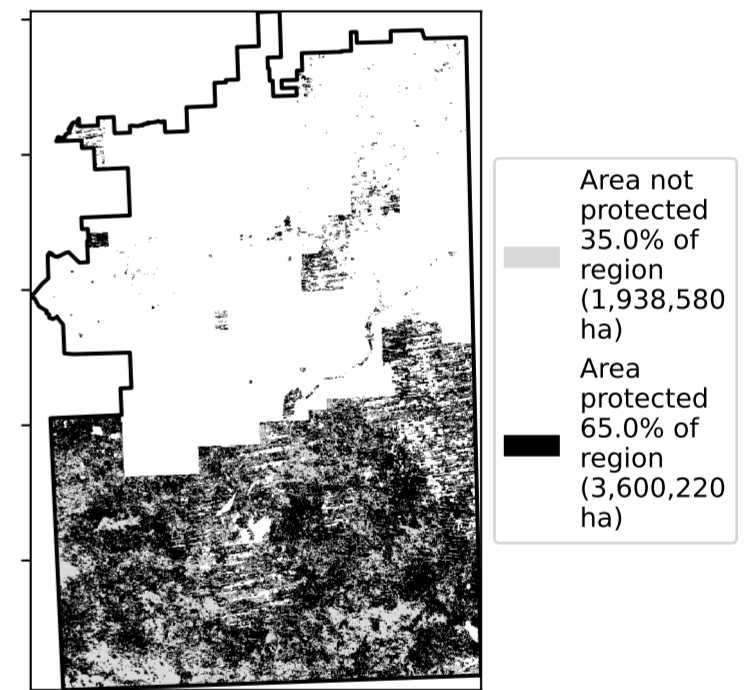 Area not
protected
35.0% of
region
(1,938,580
ha)
Area
protected
65.0% of
region
(3,600,220
ha)